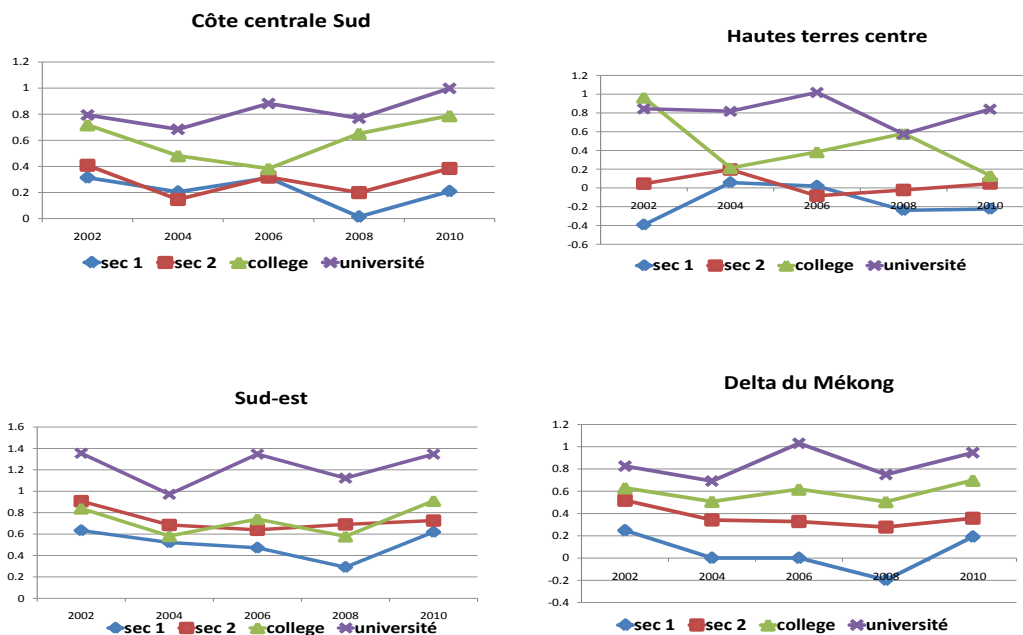 Côte centrale Sud
1.2
1
0.8
0.6
0.4
0.2
0
2002 2004 2006 2008 2010
sec 1 sec 2 college université
Hautes terres centre
1.2
1
0.8
0.6
0.4
0.2
0
-0.2
-0.4
-0.6
2002 2004 2006 2008 2010
sec 1 sec 2 college université
Sud-est
1.6
1.4
1.2
1
0.8
0.6
0.4
0.2
0
2002 2004 2006 2008 2010
sec 1 sec 2 college université
Delta du Mékong
1.2
1
0.8
0.6
0.4
0.2
0
-0.2
-0.4
2002 2004 2006 2008 2010
sec 1 sec 2 college université